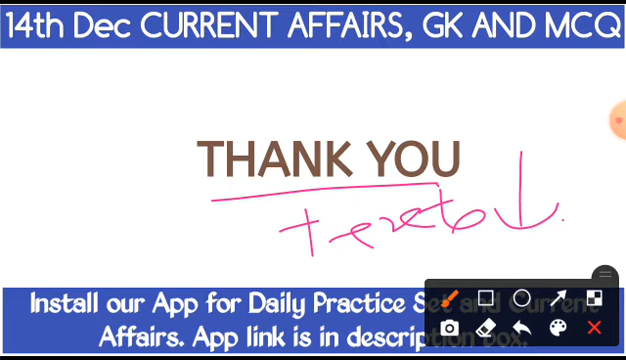 14th Dec CURRENT AFFAIRS, GK AND MCQ
THANK YOU
Install our App for Daily Practice Set and Current
Affairs. App link is in description box.